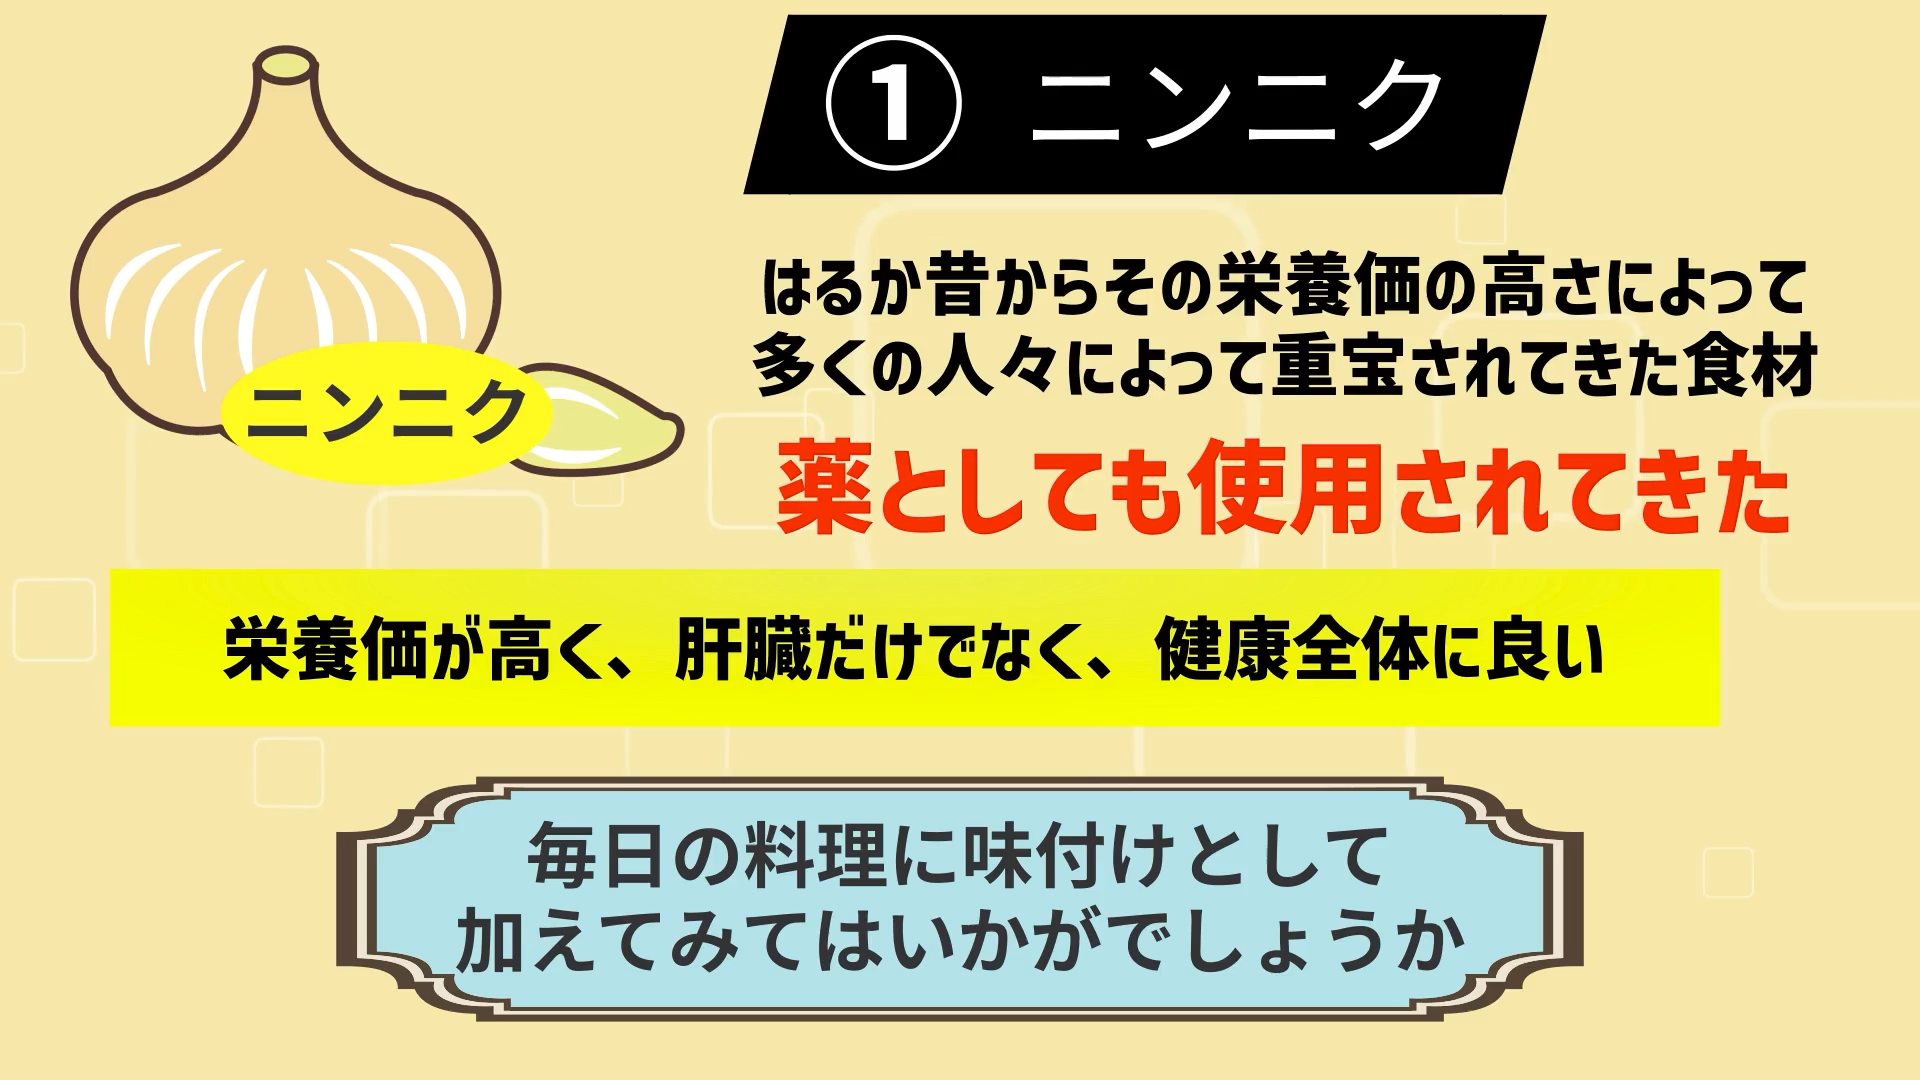 ① ニンニク
はるか昔からその栄養価の高さによって
多くの人々によって重宝されてきた食材
薬としても使用されてきた
ニンニク
栄養価が高く、肝臓だけでなく、健康全体に良い
毎日の料理に味付けとして
加えてみてはいかがでしょうか